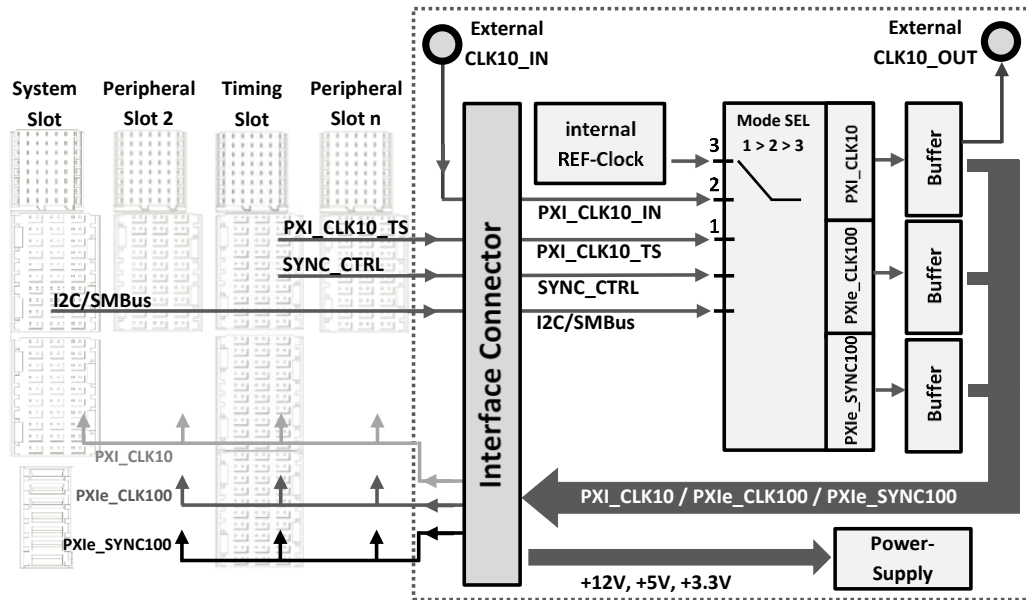 External
CLK10_IN
External
CLK10_OUT
System
Slot
Peripheral
Slot 2
Timing
Slot
Peripheral
Slot n
internal
REF-Clock
Mode SEL
1 > 2 > 3
3
2
1
PXI_CLK10
PXIe_CLK100
PXIe_SYNC100
Buffer
Buffer
Buffer
Interface Connector
PXI_CLK10_TS
SYNC_CTRL
I2C/SMBus
PXI_CLK10_IN
PXI_CLK10_TS
SYNC_CTRL
I2C/SMBus
PXI_CLK10
PXIe_CLK100
PXIe_SYNC100
PXI_CLK10 / PXIe_CLK100 / PXIe_SYNC100
+12V, +5V, +3.3V
Power-
Supply